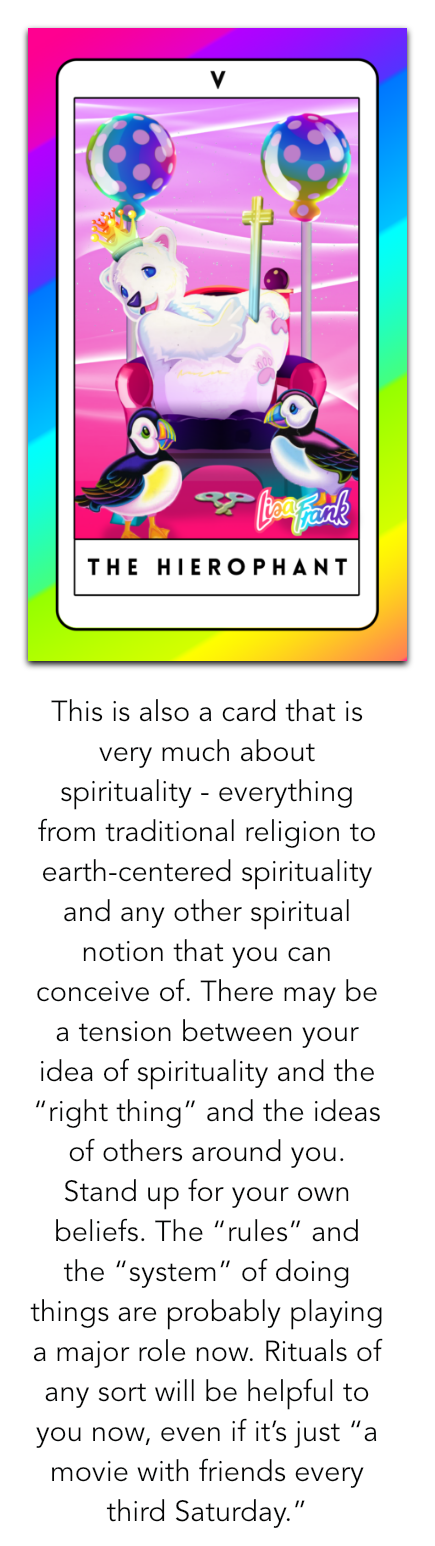 V
Lisa Frank
THE HIEROPHANT
This is also a card that is
very much about
spirituality - everything
from traditional religion to
earth-centered spirituality
and any other spiritual
notion that you can
conceive of. There may be
a tension between your
idea of spirituality and the
“right thing” and the ideas
of others around you.
Stand up for your own
beliefs. The “rules” and
the “system” of doing
things are probably playing
a major role now. Rituals of
any sort will be helpful to
you now, even if it’s just “a
movie with friends every
third Saturday.”